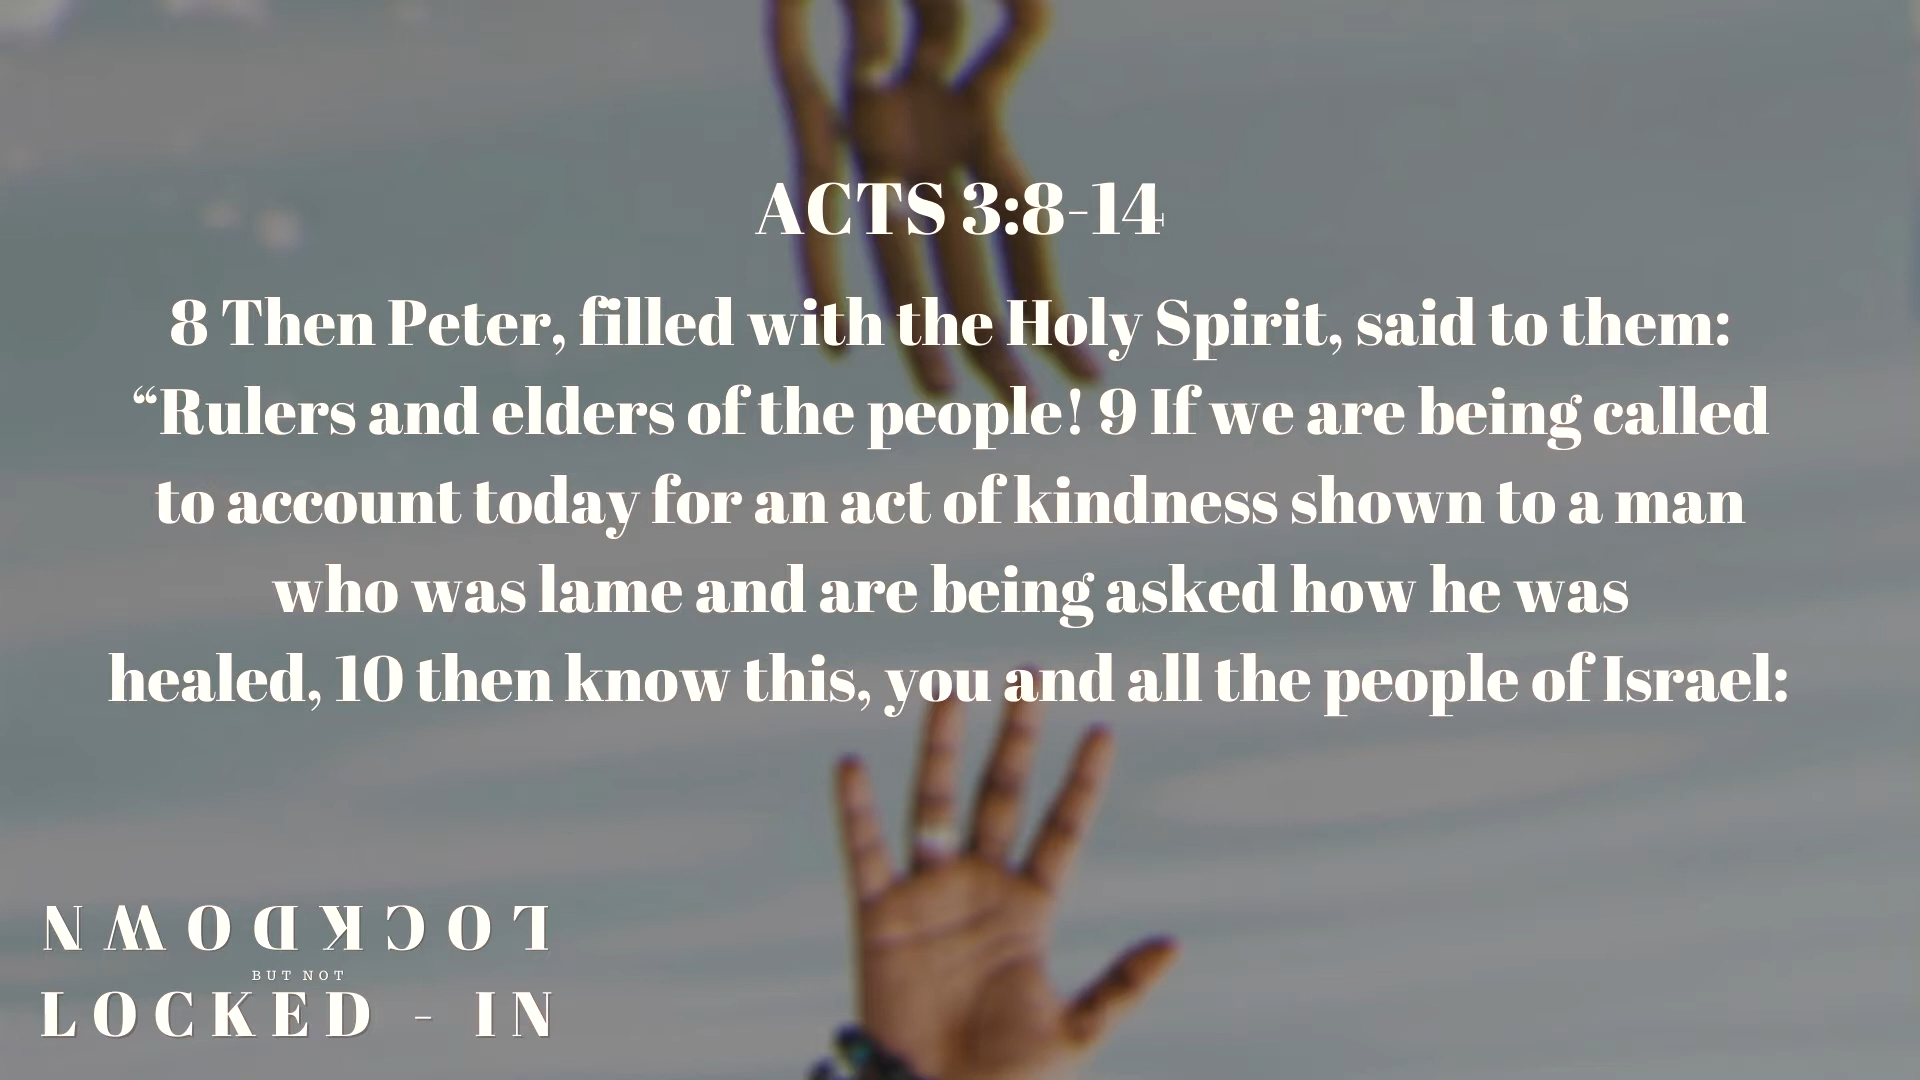 ACTS 3:8-14
8 Then Peter, filled with the Holy Spirit, said to them:
“Rulers and elders of the people! 9 If we are being called
to account today for an act of kindness shown to a man
who was lame and are being asked how he was
healed, 10 then know this, you and all the people of Israel:
LOCKDOWN
BUT NOT
LOCKED - IN